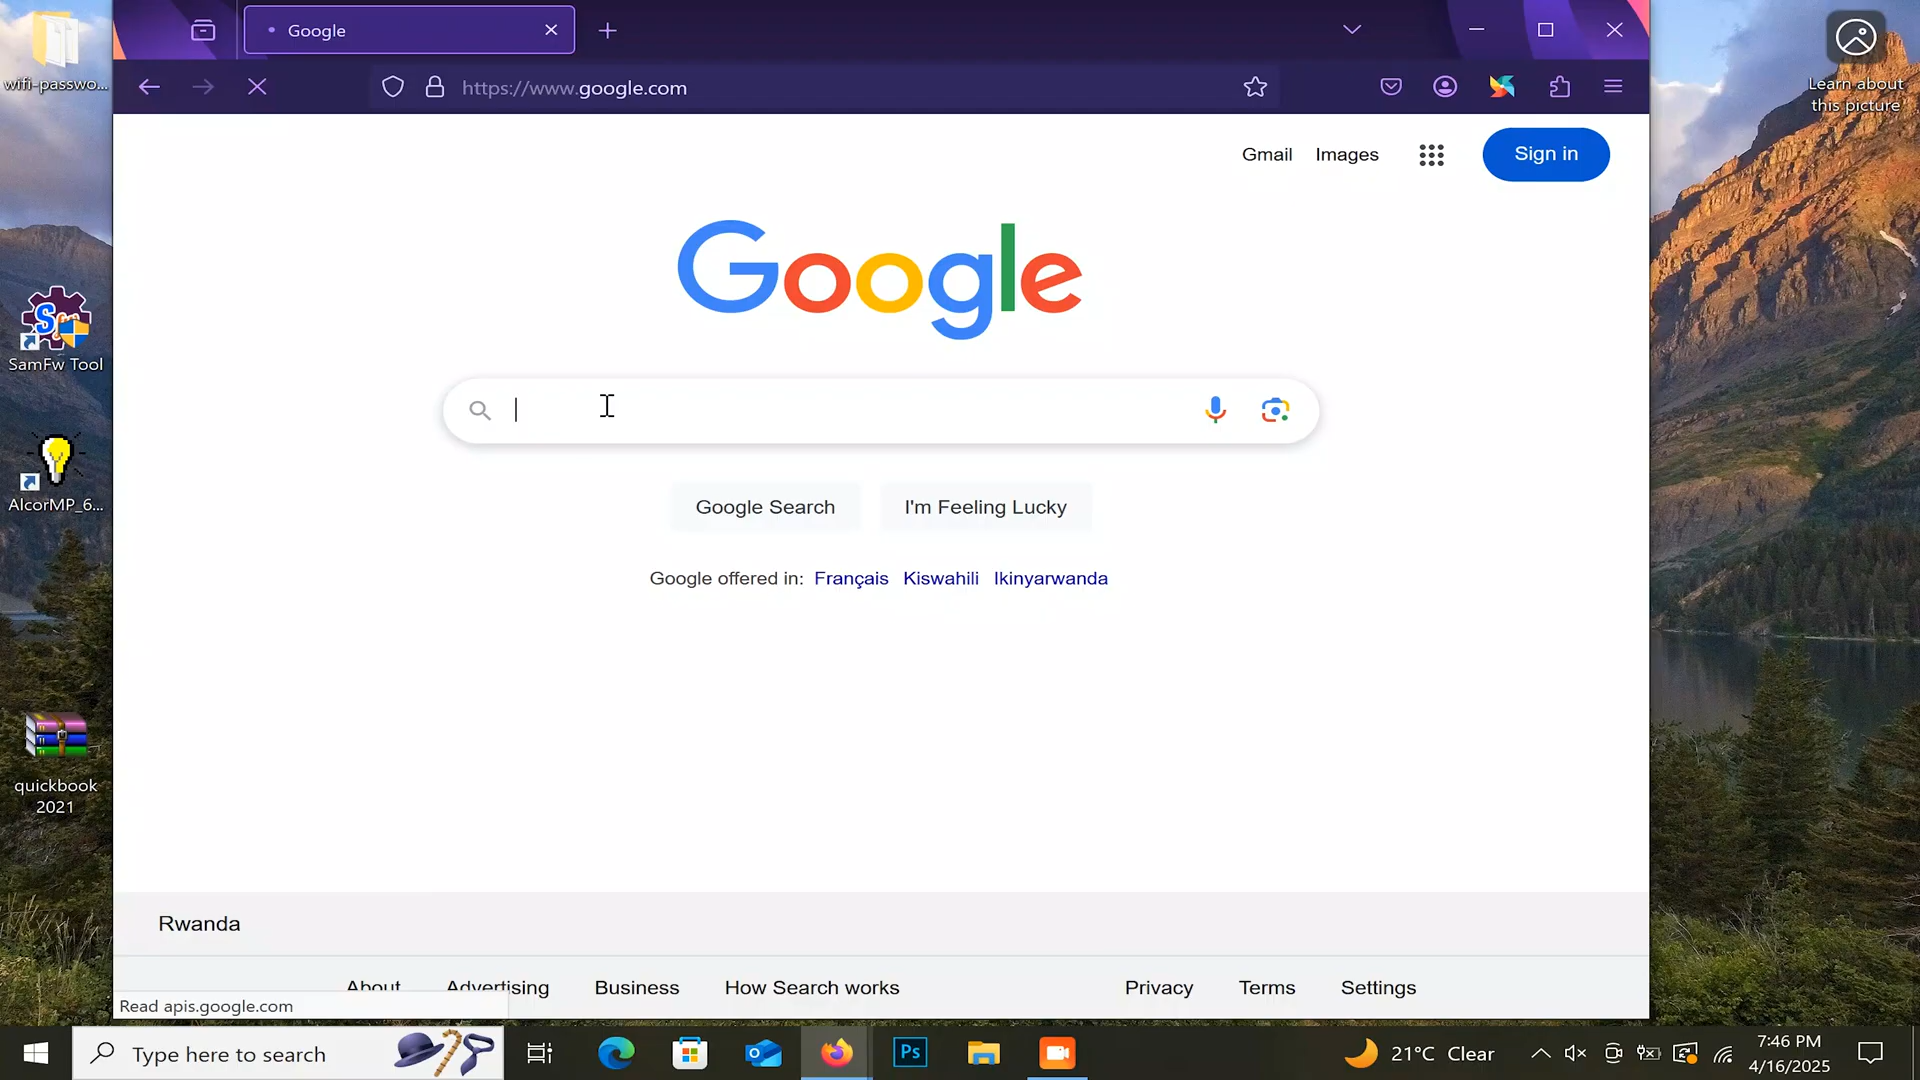 Google
https://www.google.com
Gmail
Images
Sign in
Google
Google Search
I'm Feeling Lucky
Google offered in: Français Kiswahili Ikinyarwanda
Rwanda
About
Advertising
Business
How Search works
Privacy
Terms
Settings
Read apis.google.com
wifi-passwo...
SamFw Tool
AlcorMP_6...
quickbook
2021
Learn about
this picture
Type here to search
Ps
21°C Clear
7:46 PM
4/16/2025